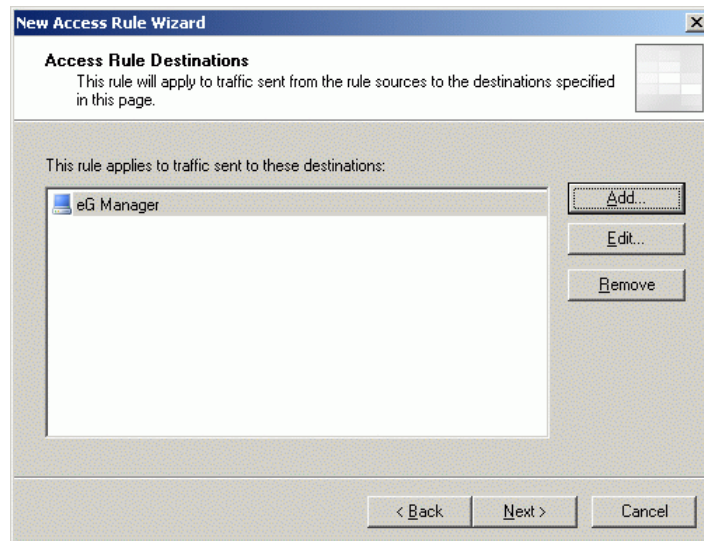 New Access Rule Wizard
Access Rule Destinations
This rule will apply to traffic sent from the rule sources to the destinations specified
in this page.
This rule applies to traffic sent to these destinations:
eG Manager
Add...
Edit...
Remove
< Back
Next >
Cancel